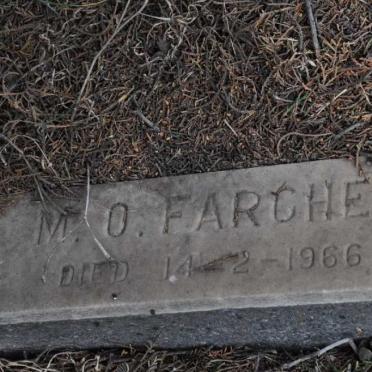 M. O. FARCHE
DIED 14-2-1966